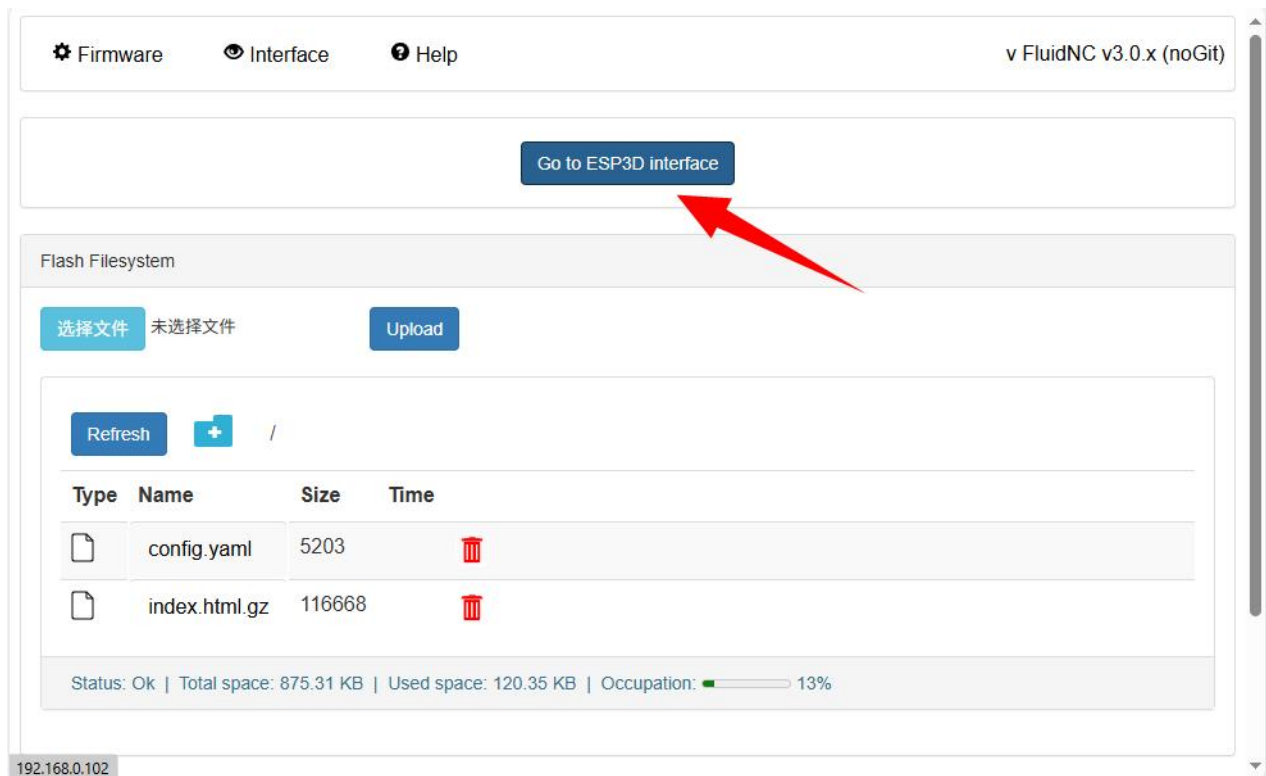 Firmware Interface Help v FluidNC v3.0.x (noGit)
Go to ESP3D interface
Flash Filesystem
选择文件 未选择文件 Upload
Refresh /
Type Name Size Time
config.yaml 5203
index.html.gz 116668
Status: Ok | Total space: 875.31 KB | Used space: 120.35 KB | Occupation: 13%
192.168.0.102